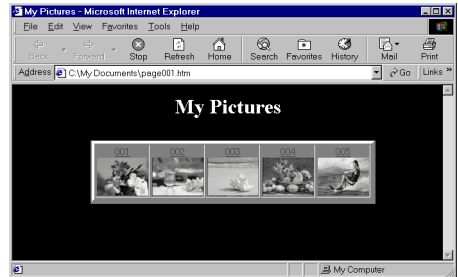 My Pictures - Microsoft Internet Explorer
File Edit View Favorites Tools Help
Back Forward Stop Refresh Home Search Favorites History Mail Print
Address C:\My Documents\page001.htm Go Links »
My Pictures
001 002 003 004 005
My Computer